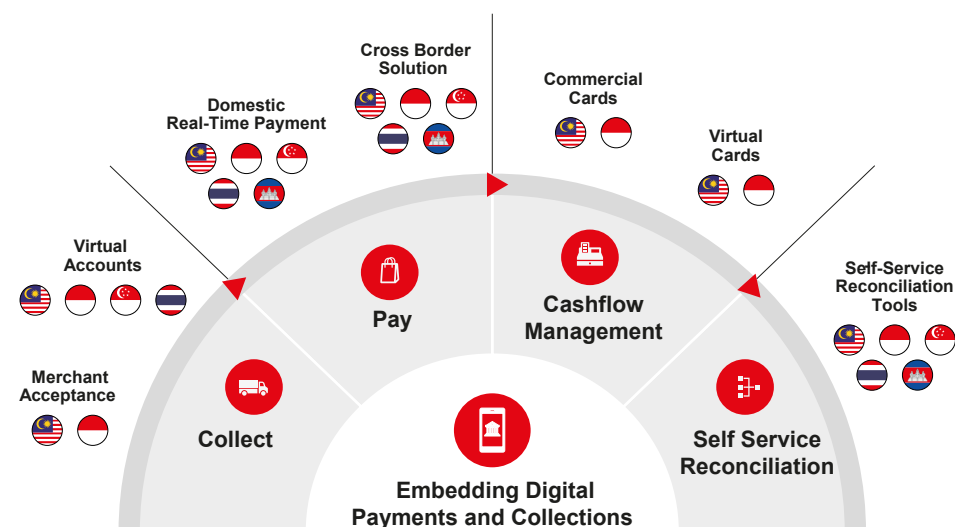 Cross Border
Solution
Commercial
Cards
Domestic
Real-Time Payment
Virtual
Cards
Virtual
Accounts
Self-Service
Reconciliation
Tools
Merchant
Acceptance
Pay
Cashflow
Management
Collect
Self Service
Reconciliation
Embedding Digital
Payments and Collections